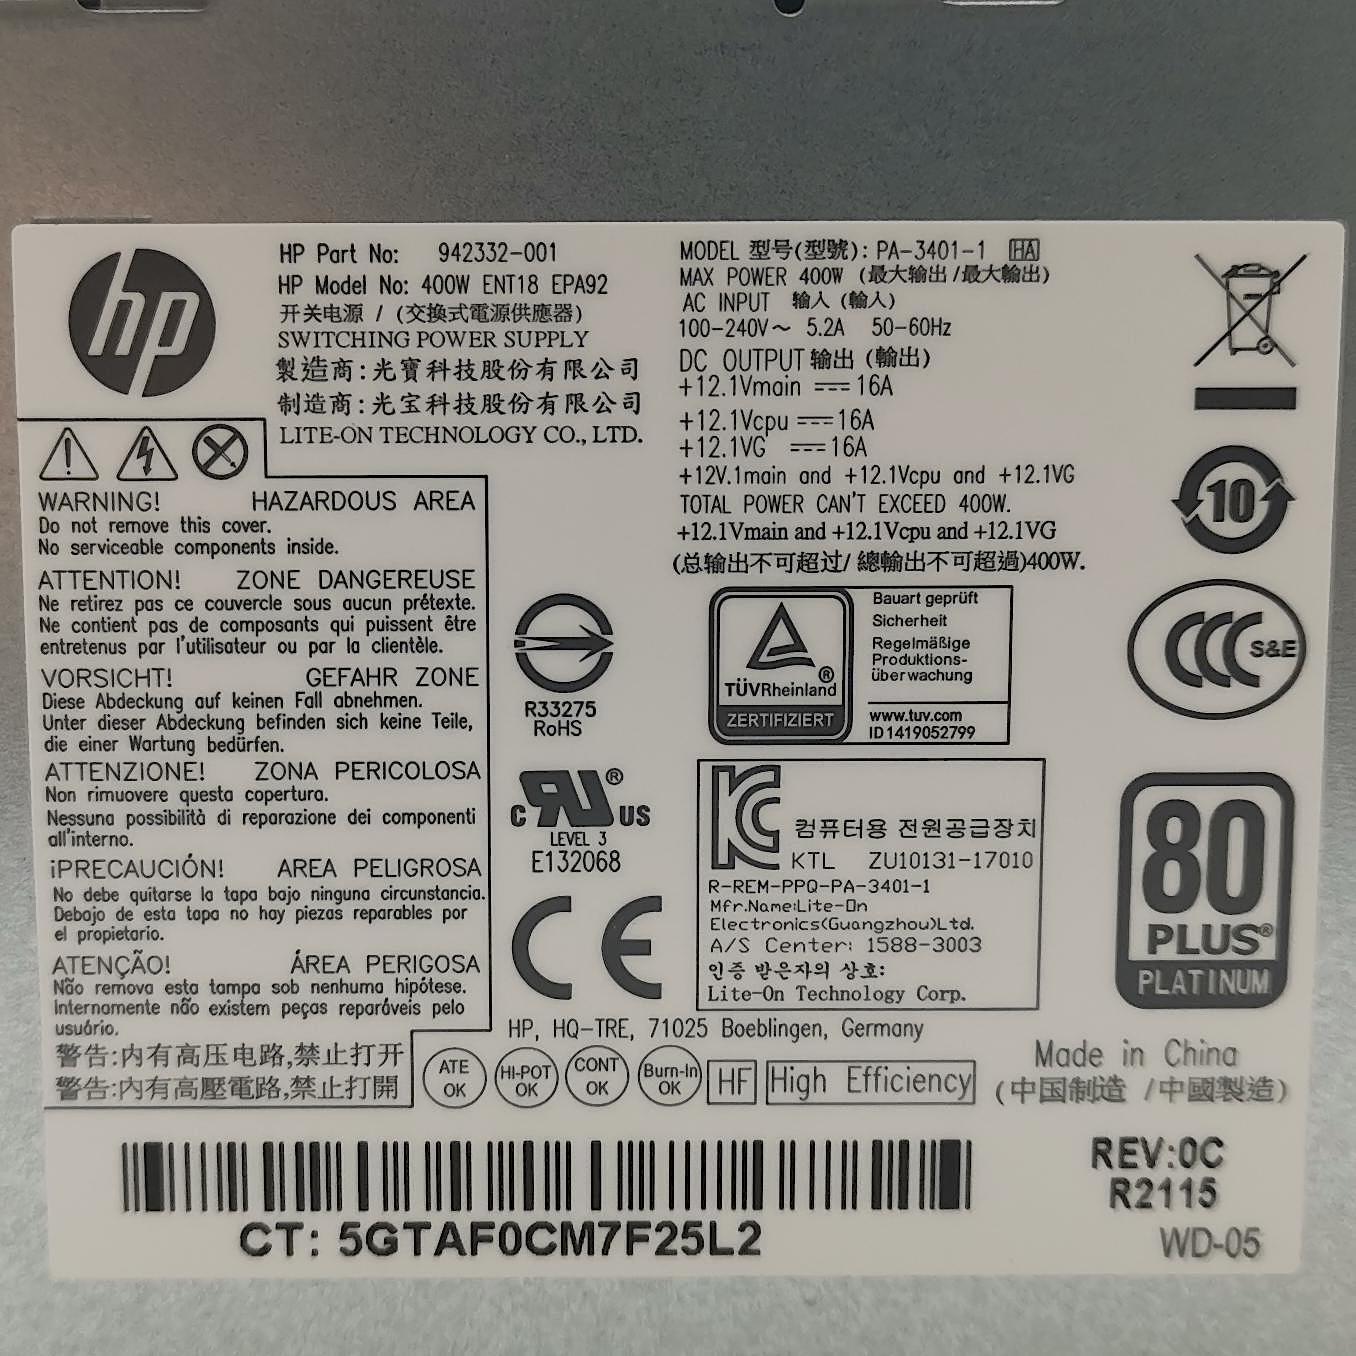 hp
HP Part No: 942332-001
HP Model No: 400W ENT18 EPA92
开关电源 / (交換式電源供應器)
SWITCHING POWER SUPPLY
製造商:光寶科技股份有限公司
制造商:光宝科技股份有限公司
LITE-ON TECHNOLOGY CO., LTD.
MODEL 型号(型號): PA-3401-1 HA
MAX POWER 400W (最大输出/最大輸出)
AC INPUT 输入 (輸入)
100-240V~ 5.2A 50-60Hz
DC OUTPUT 输出 (輸出)
+12.1Vmain ⎓ 16A
+12.1Vcpu ⎓ 16A
+12.1VG ⎓ 16A
+12V.1main and +12.1Vcpu and +12.1VG
TOTAL POWER CAN'T EXCEED 400W.
+12.1Vmain and +12.1Vcpu and +12.1VG
(总输出不可超过/ 總輸出不可超過)400W.
WARNING! HAZARDOUS AREA
Do not remove this cover.
No serviceable components inside.
ATTENTION! ZONE DANGEREUSE
Ne retirez pas ce couvercle sous aucun prétexte.
Ne contient pas de composants qui puissent être
entretenus par l'utilisateur ou par la clientèle.
VORSICHT! GEFAHR ZONE
Diese Abdeckung auf keinen Fall abnehmen.
Unter dieser Abdeckung befinden sich keine Teile,
die einer Wartung bedürfen.
ATTENZIONE! ZONA PERICOLOSA
Non rimuovere questa copertura.
Nessuna possibilità di reparazione dei componenti
all'interno.
¡PRECAUCIÓN! AREA PELIGROSA
No debe quitarse la tapa bajo ninguna circunstancia.
Debajo de esta tapa no hay piezas reparables por
el propietario.
ATENÇÃO! ÁREA PERIGOSA
Não remova esta tampa sob nenhuma hipótese.
Internamente não existem peças reparáveis pelo
usuário.
警告:内有高压电路,禁止打开
警告:內有高壓電路,禁止打開
R33275
RoHS
TÜVRheinland®
ZERTIFIZIERT
Bauart geprüft
Sicherheit
Regelmäßige
Produktions-
überwachung
www.tuv.com
ID 1419052799
10
CCC S&E
c RU® US
LEVEL 3
E132068
CE
KC 컴퓨터용 전원공급장치
KTL ZU10131-17010
R-REM-PPQ-PA-3401-1
Mfr.Name:Lite-On
Electronics(Guangzhou)Ltd.
A/S Center: 1588-3003
인증 받은자의 상호:
Lite-On Technology Corp.
80
PLUS®
PLATINUM
HP, HQ-TRE, 71025 Boeblingen, Germany
ATE OK
HI-POT OK
CONT OK
Burn-In OK
HF
High Efficiency
Made in China
(中国制造 /中國製造)
CT: 5GTAF0CM7F25L2
REV:0C
R2115
WD-05